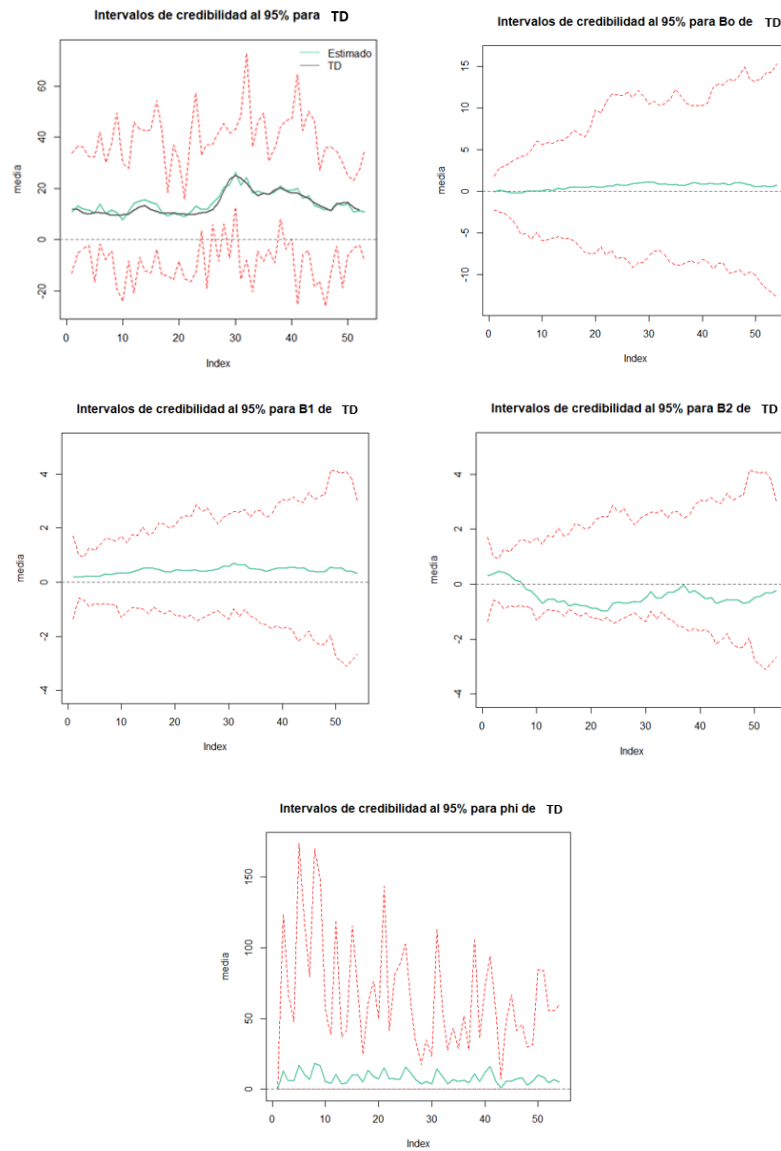 Intervalos de credibilidad al 95% para TD
Estimado
TD
media
60
40
20
0
-20
0 10 20 30 40 50
Index
Intervalos de credibilidad al 95% para Bo de TD
media
15
10
5
0
-5
-10
0 10 20 30 40 50
Index
Intervalos de credibilidad al 95% para B1 de TD
media
4
2
0
-2
-4
0 10 20 30 40 50
Index
Intervalos de credibilidad al 95% para B2 de TD
media
4
2
0
-2
-4
0 10 20 30 40 50
Index
Intervalos de credibilidad al 95% para phi de TD
media
150
100
50
0
0 10 20 30 40 50
Index